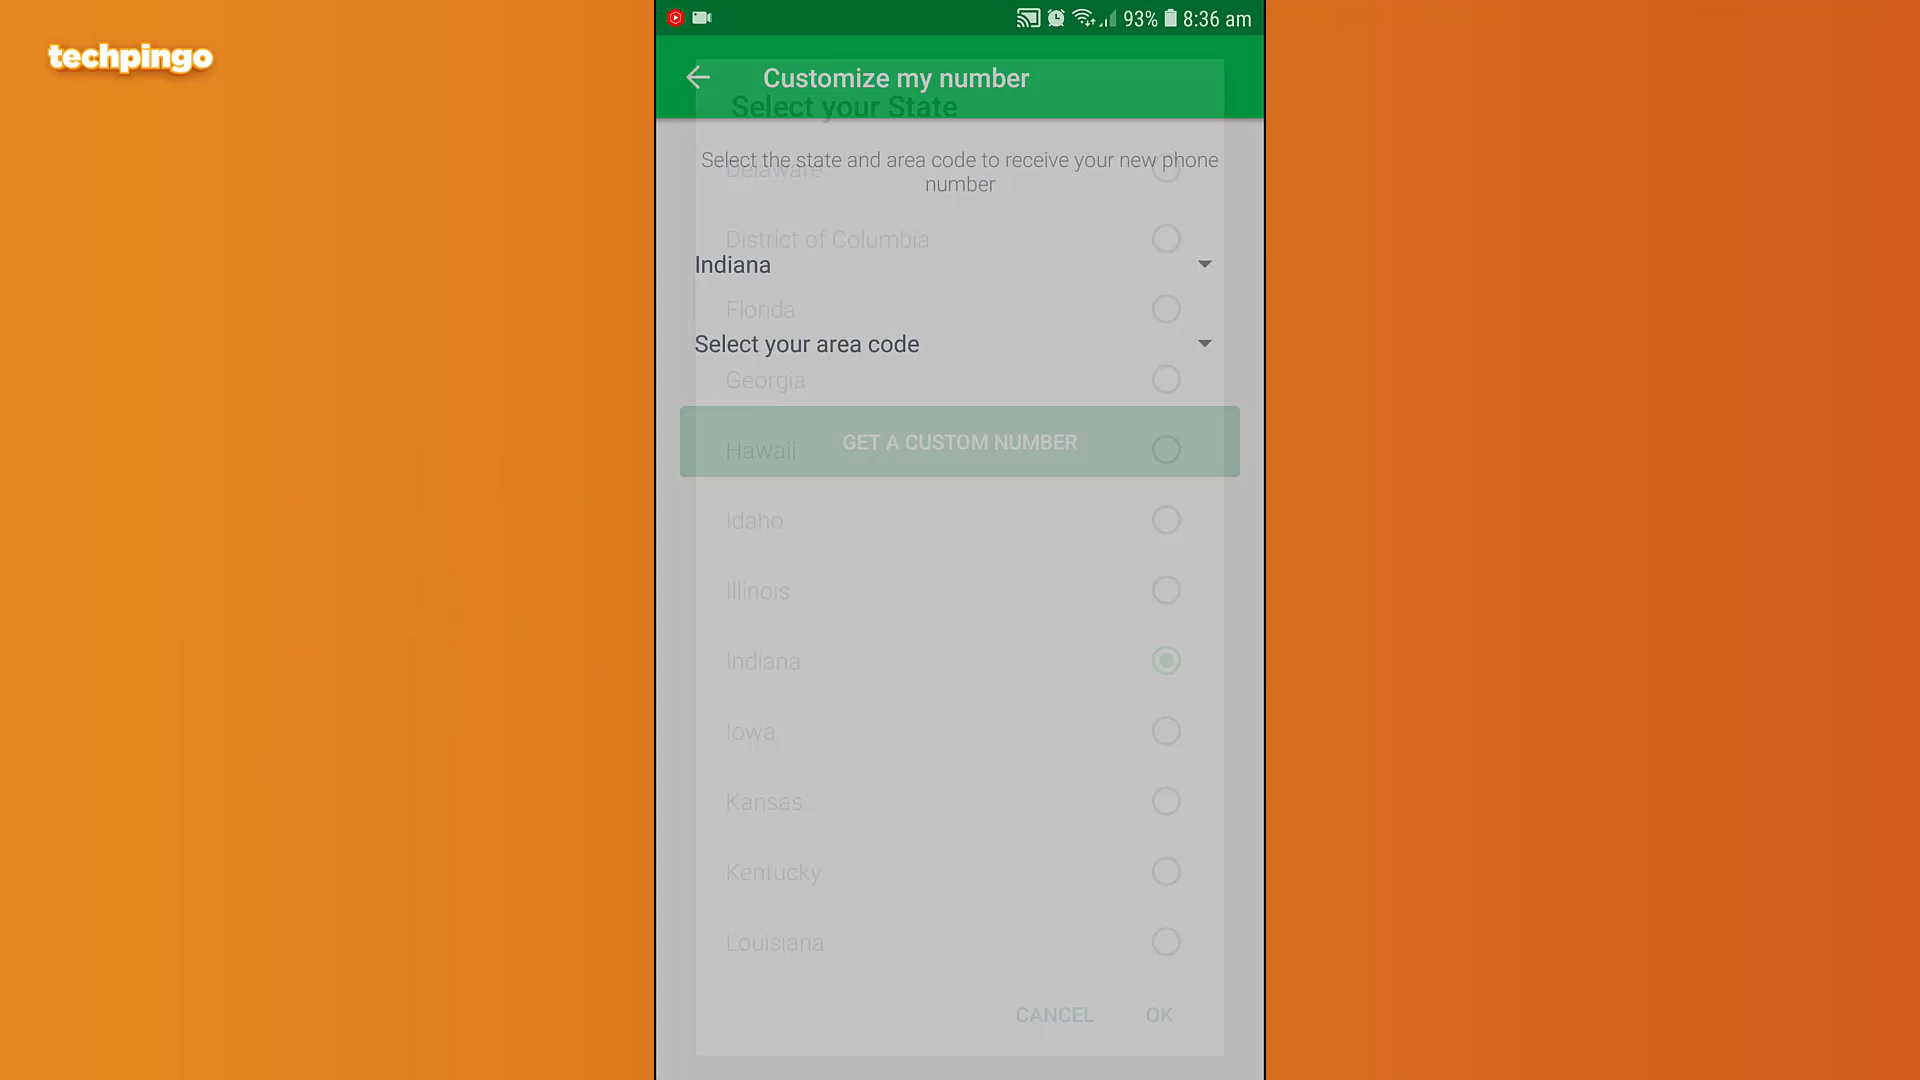 techpingo
93% 8:36 am
Customize my number
Select your State
Select the state and area code to receive your new phone
number
Delaware
District of Columbia
Indiana
Florida
Select your area code
Georgia
GET A CUSTOM NUMBER
Hawaii
Idaho
Illinois
Indiana
Iowa
Kansas
Kentucky
Louisiana
CANCEL OK